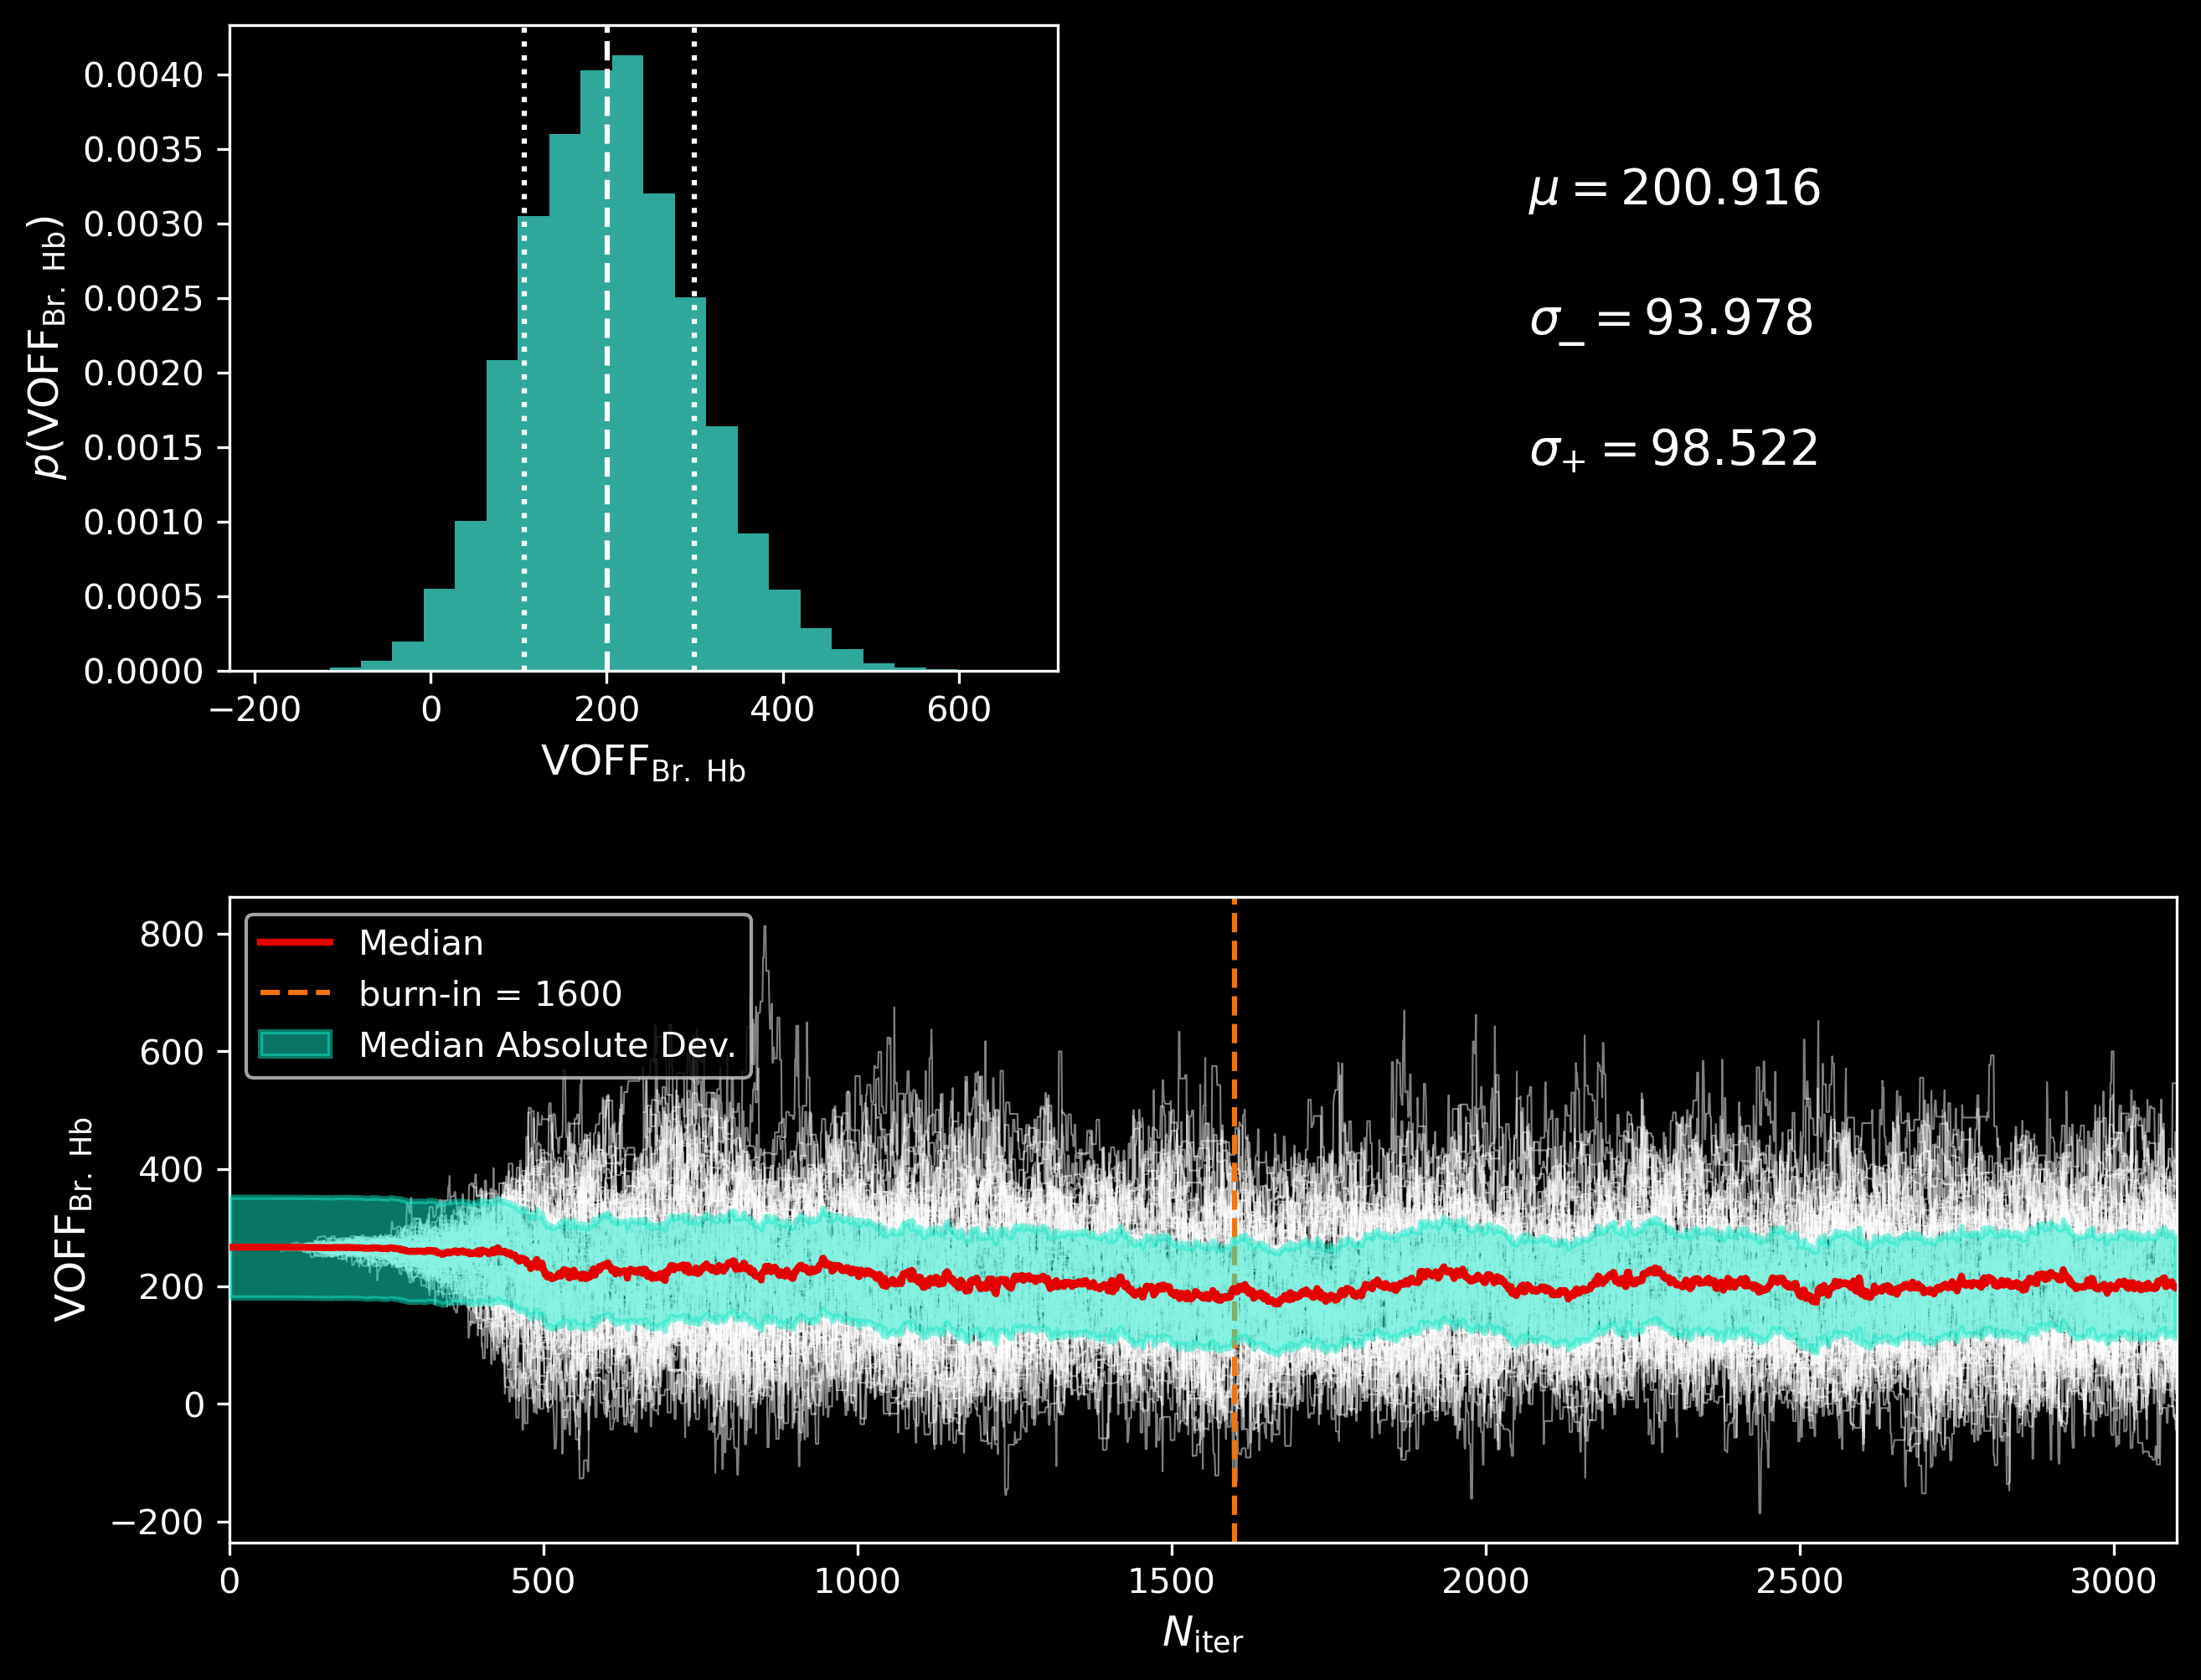 0.0040
0.0035
0.0030
0.0025
0.0020
0.0015
0.0010
0.0005
0.0000
p(VOFF_Br. Hb)
−200 0 200 400 600
VOFF_Br. Hb
μ = 200.916
σ_− = 93.978
σ_+ = 98.522
800
600
400
200
0
−200
VOFF_Br. Hb
Median
burn-in = 1600
Median Absolute Dev.
0 500 1000 1500 2000 2500 3000
N_iter